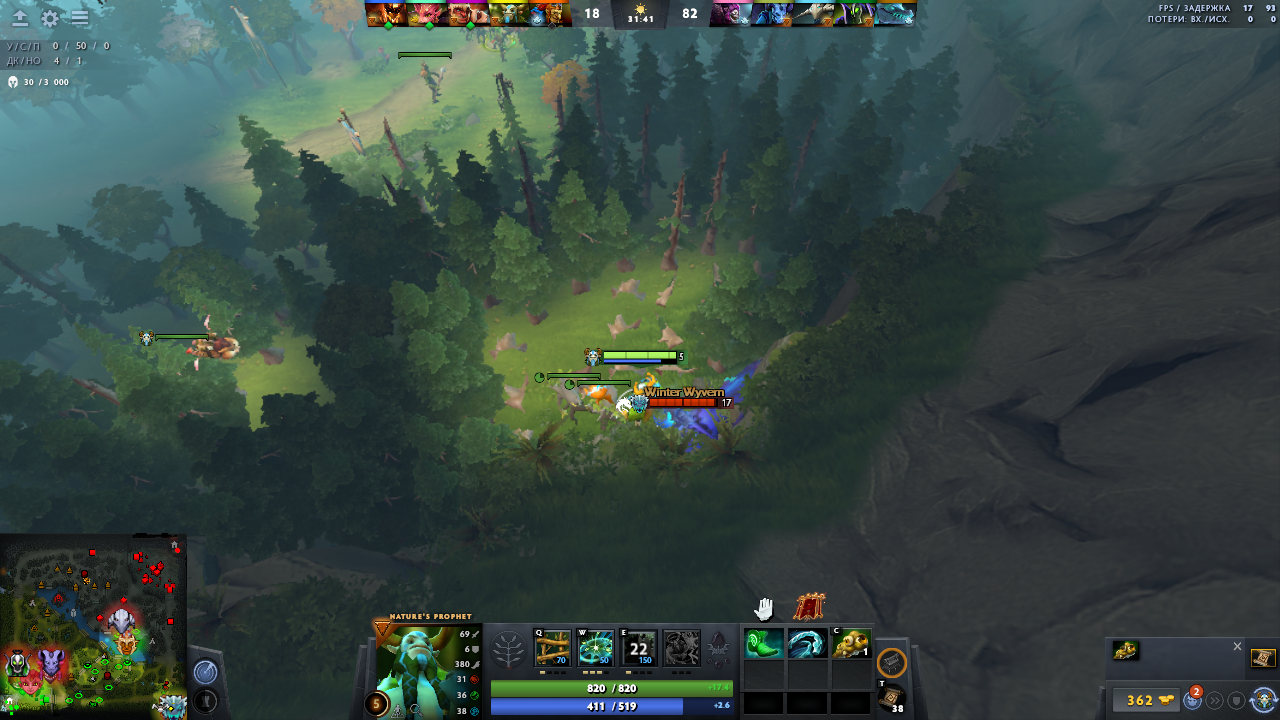 18 31:41 82
FPS / ЗАДЕРЖКА 17 93
ПОТЕРИ: ВХ./ИСХ. 0 0
У/С/П 0 / 50 / 0
ДК/НО 4 / 1
30 / 3 000
5
Winter Wyvern
17
NATURE'S PROPHET
69
6
380
31
36
38
5
Q
70
W
50
E
22
150
C
1
820 / 820 +17.4
411 / 519 +2.6
T
38
362
2